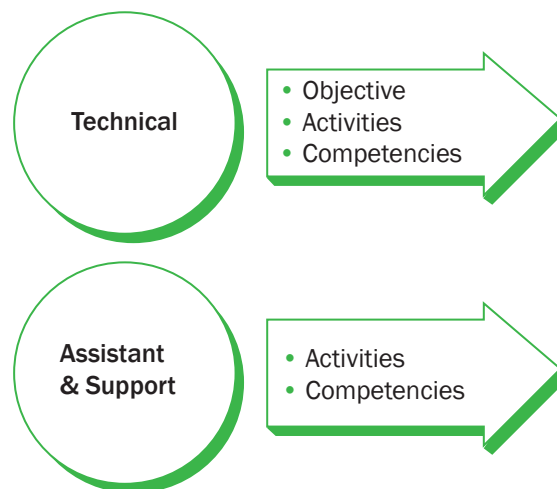 Technical
• Objective
• Activities
• Competencies
Assistant
& Support
• Activities
• Competencies